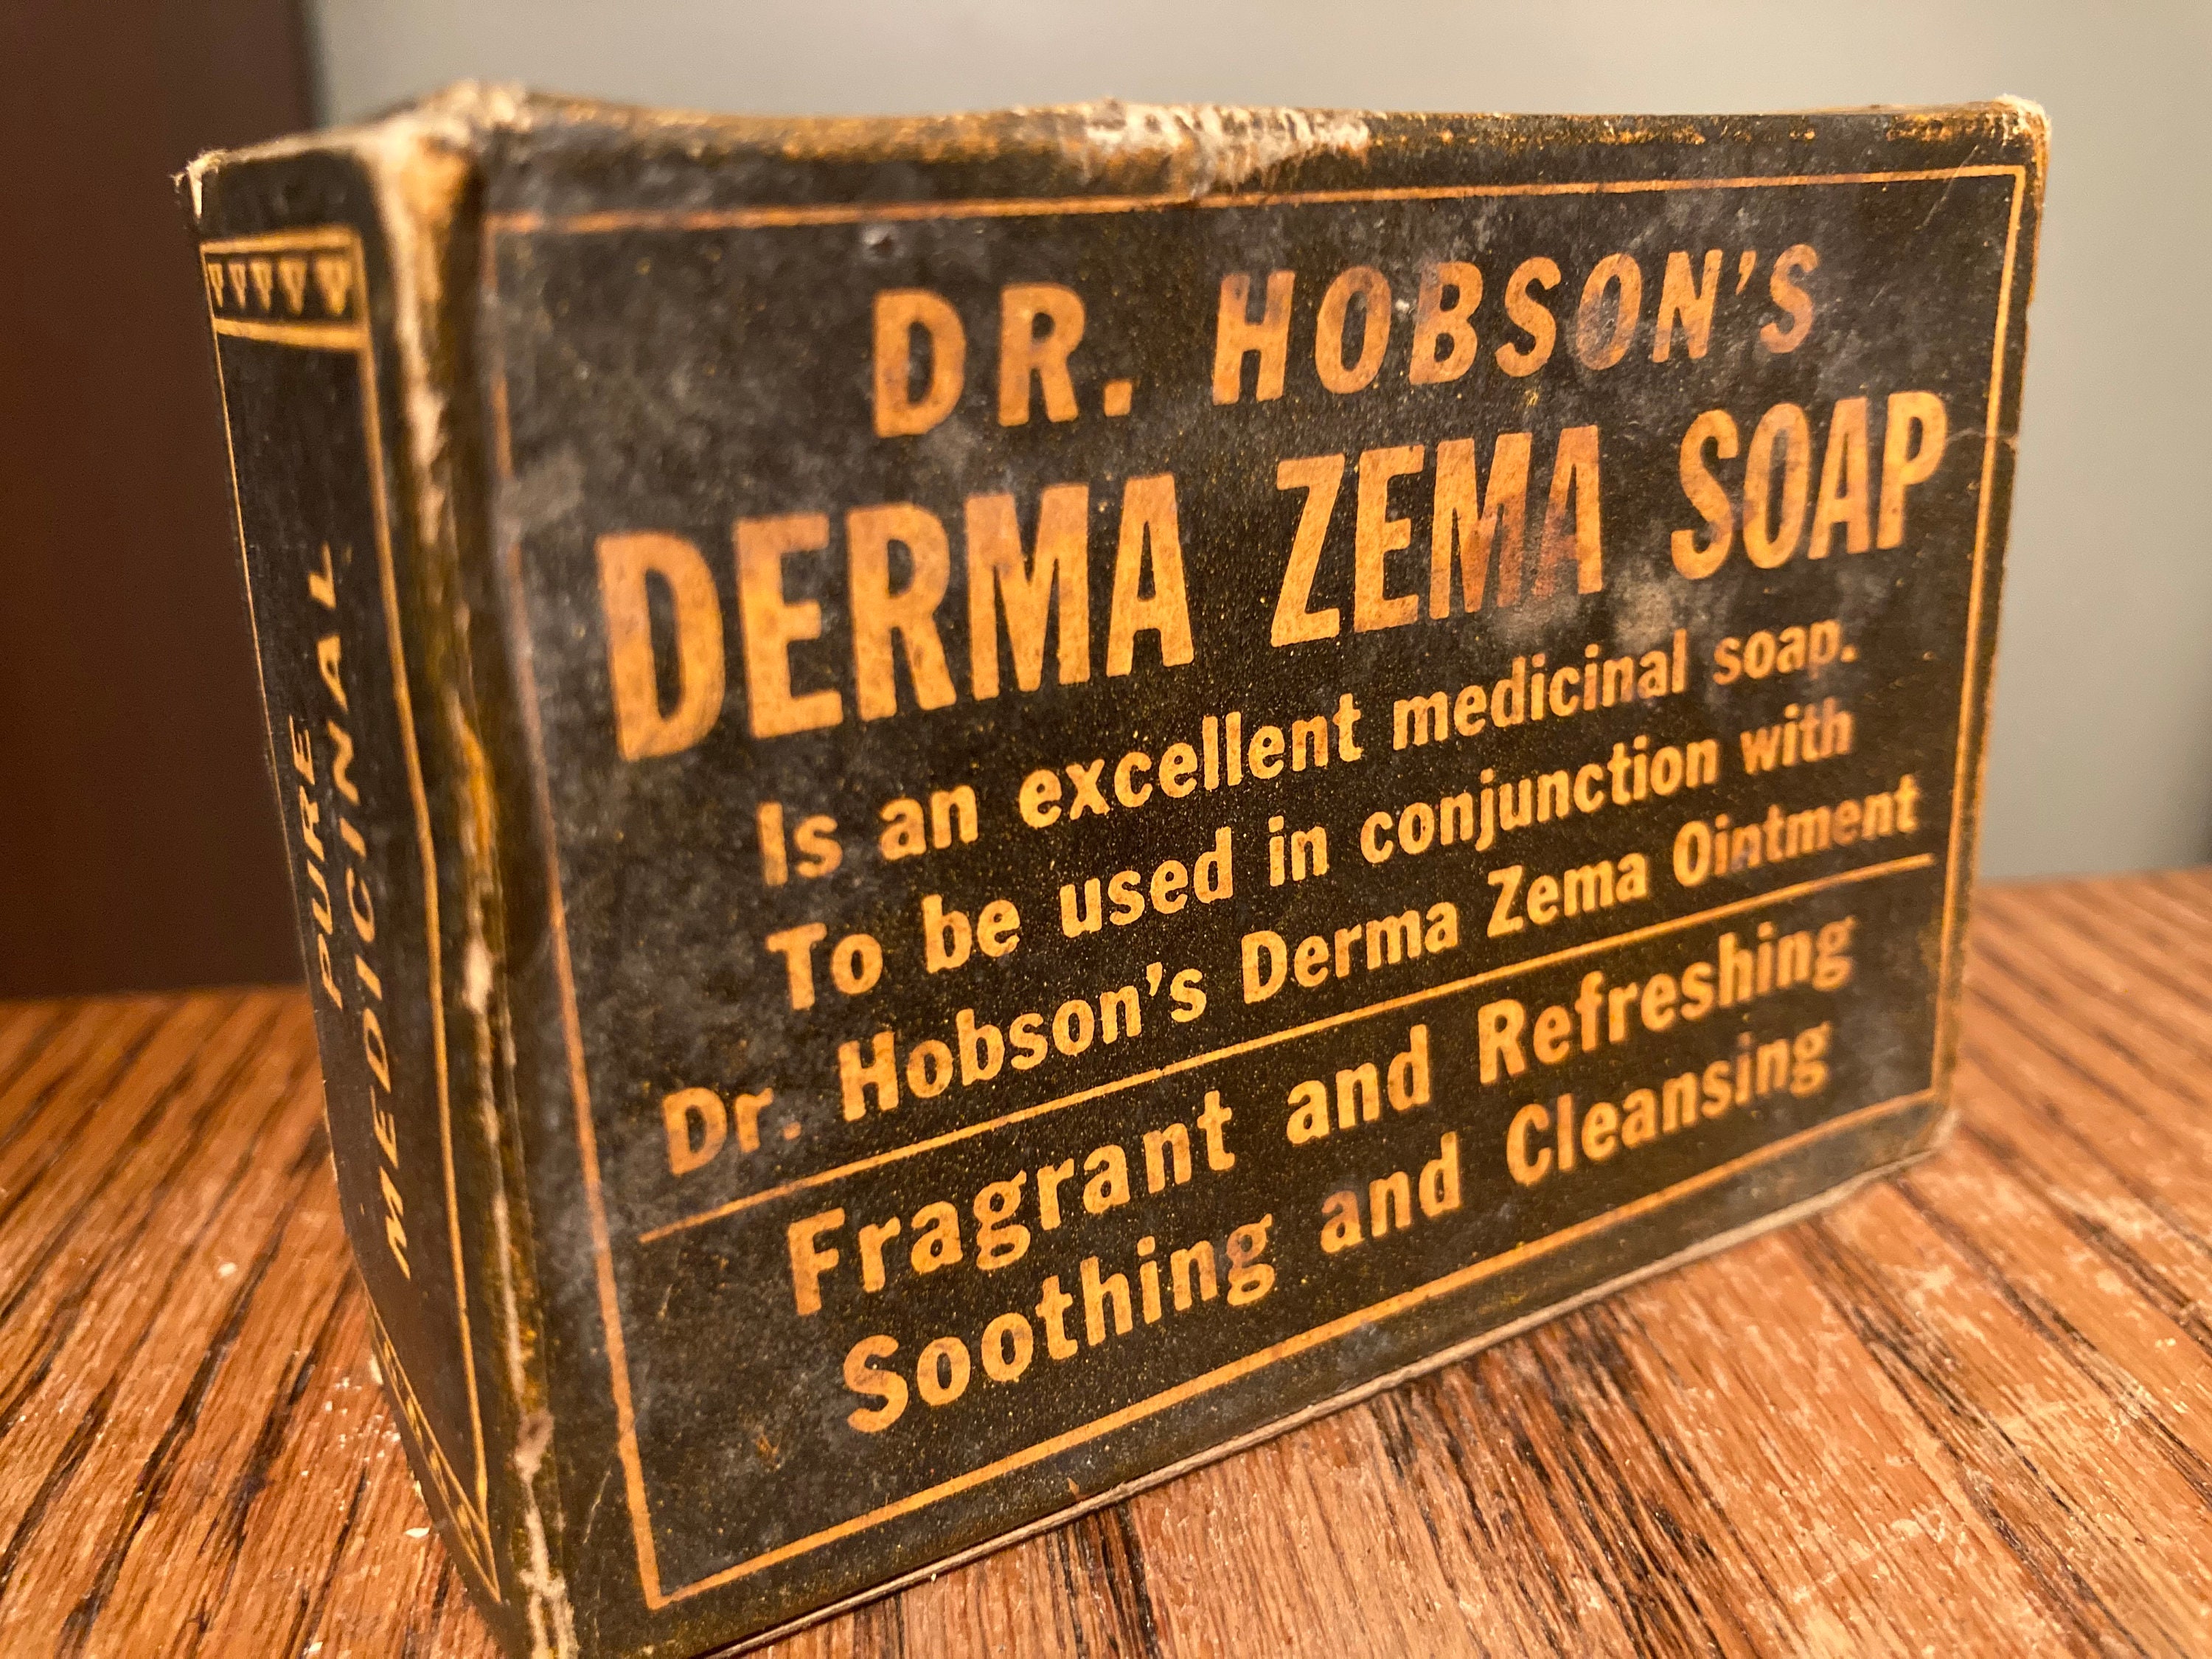 PURE
MEDICINAL
DR. HOBSON'S
DERMA ZEMA SOAP
Is an excellent medicinal soap.
To be used in conjunction with
Dr. Hobson's Derma Zema Ointment
Fragrant and Refreshing
Soothing and Cleansing